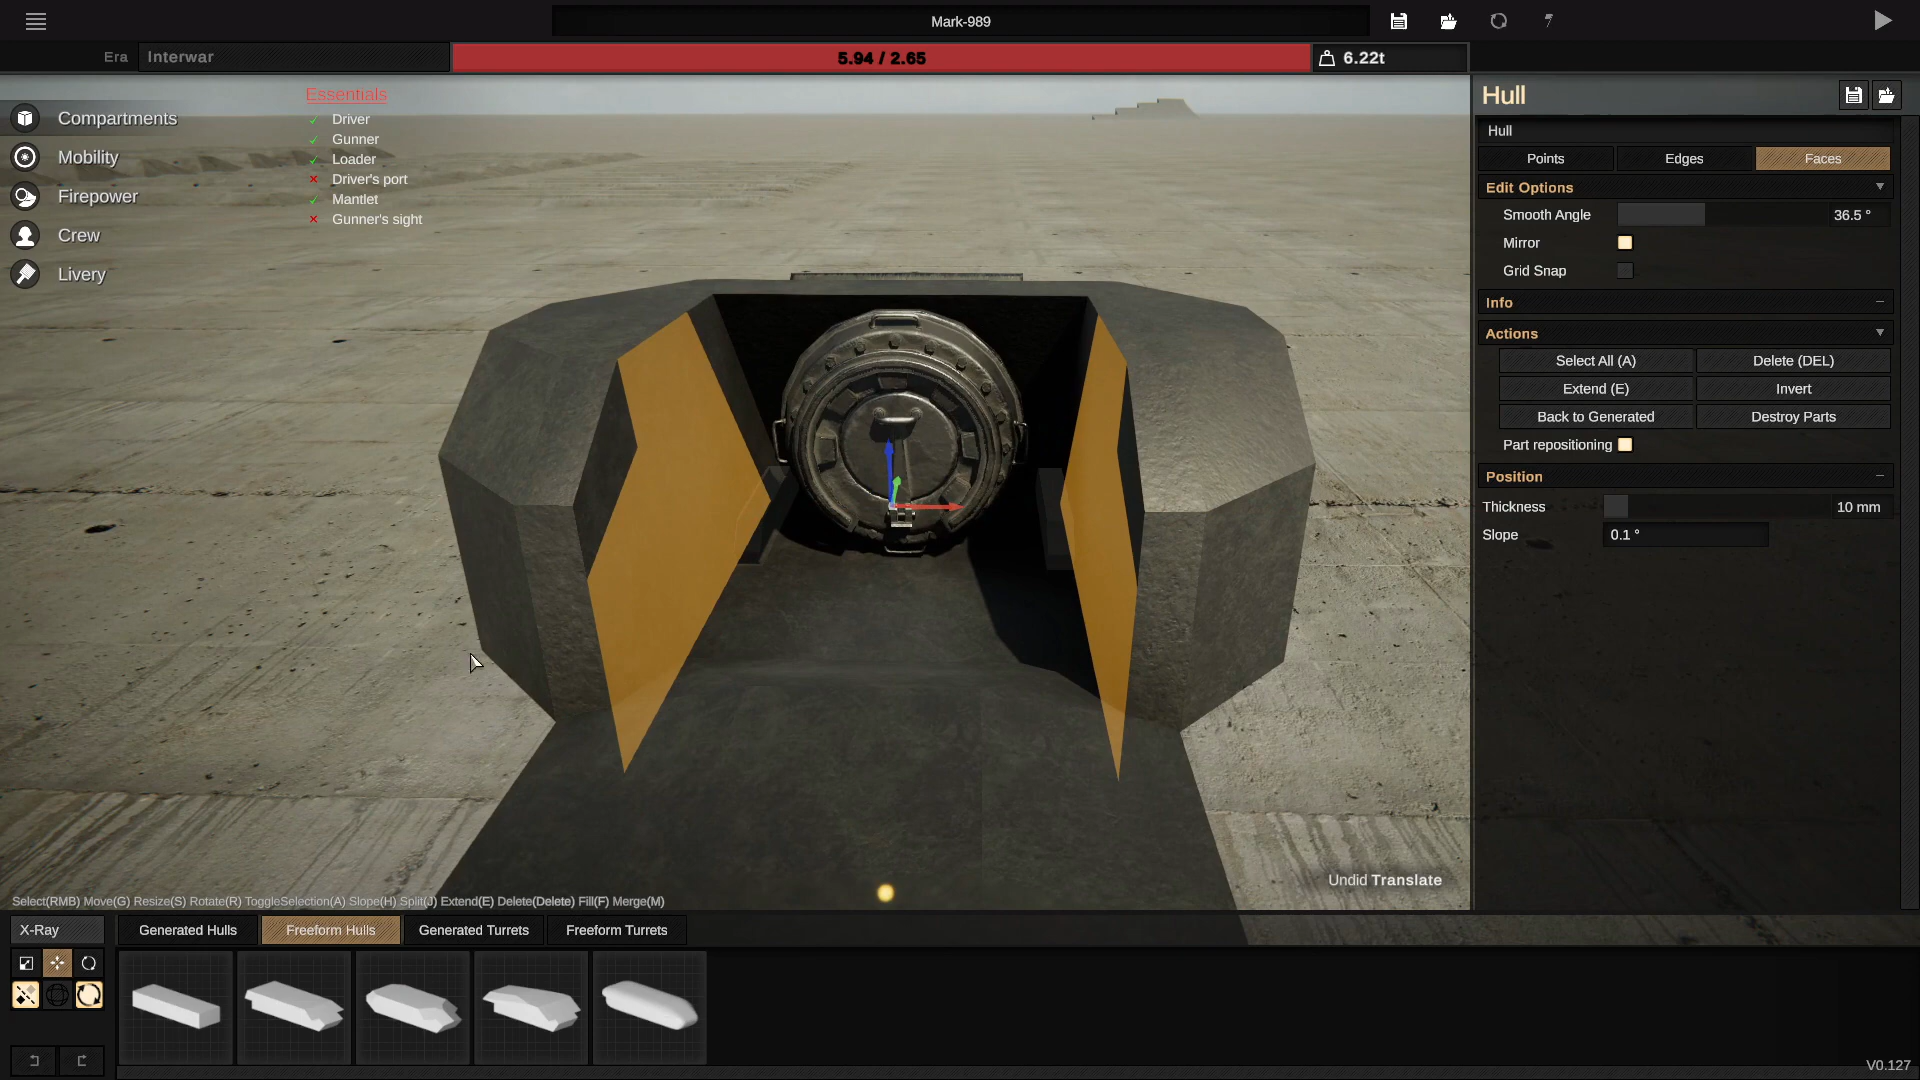 Mark-989
Era
Interwar
5.94 / 2.65
6.22t
Compartments
Mobility
Firepower
Crew
Livery
Essentials
Driver
Gunner
Loader
Driver's port
Mantlet
Gunner's sight
Hull
Hull
Points Edges Faces
Edit Options
Smooth Angle 36.5 °
Mirror
Grid Snap
Info
Actions
Select All (A) Delete (DEL)
Extend (E) Invert
Back to Generated Destroy Parts
Part repositioning
Position
Thickness 10 mm
Slope 0.1 °
Undid Translate
Select(RMB) Move(G) Resize(S) Rotate(R) ToggleSelection(A) Slope(H) Split(J) Extend(E) Delete(Delete) Fill(F) Merge(M)
X-Ray
Generated Hulls Freeform Hulls Generated Turrets Freeform Turrets
V0.127